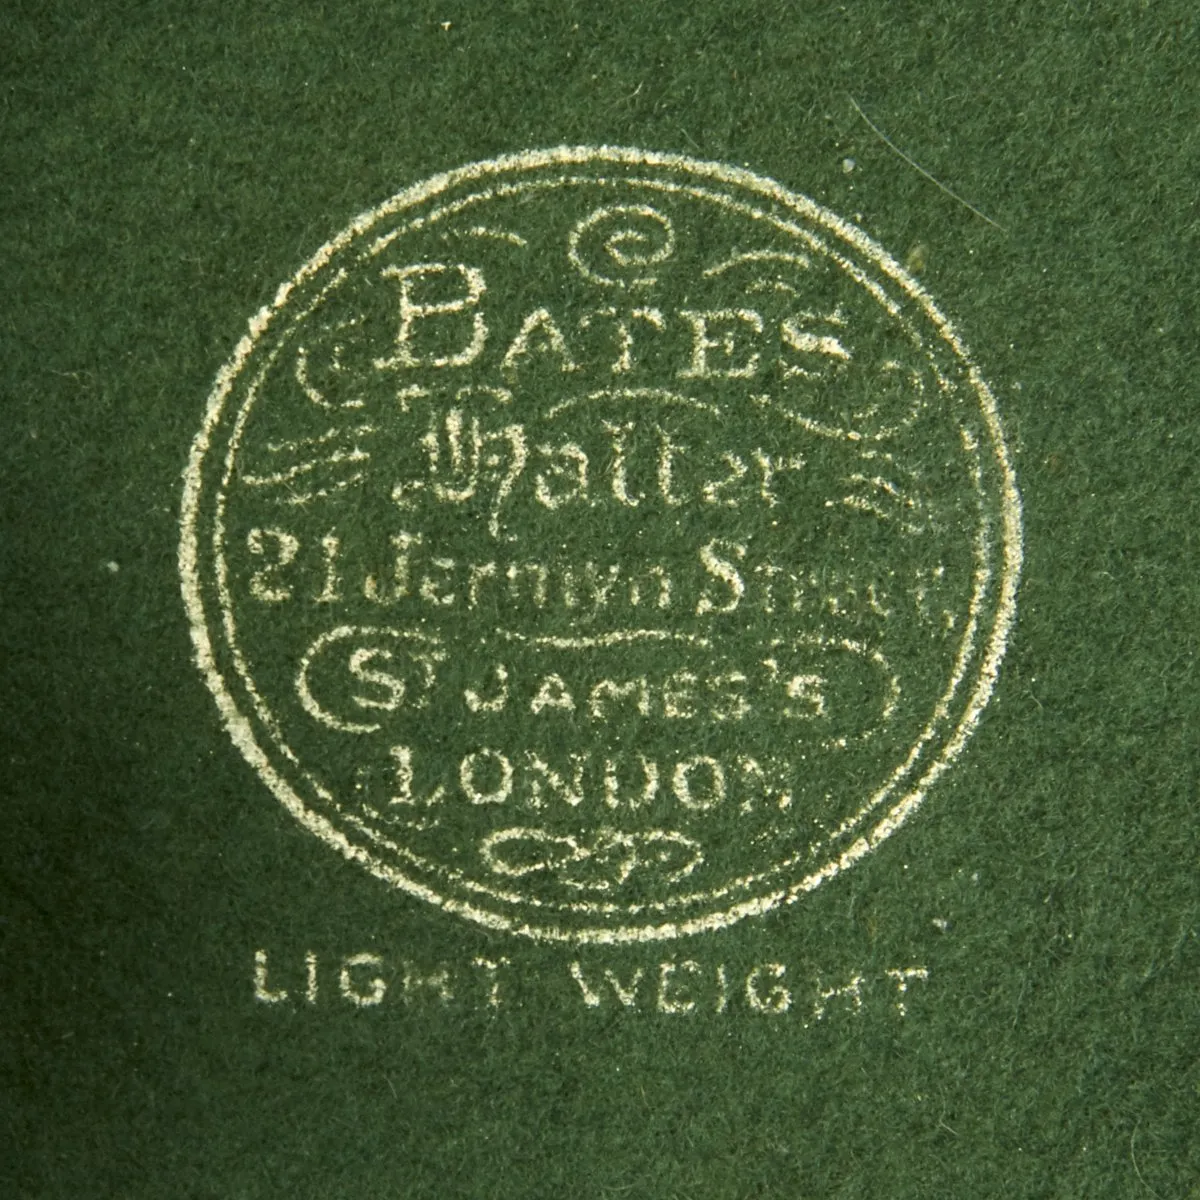 BATES
Hatter
21 Jermyn Street,
ST JAMES'S
LONDON
LIGHT WEIGHT